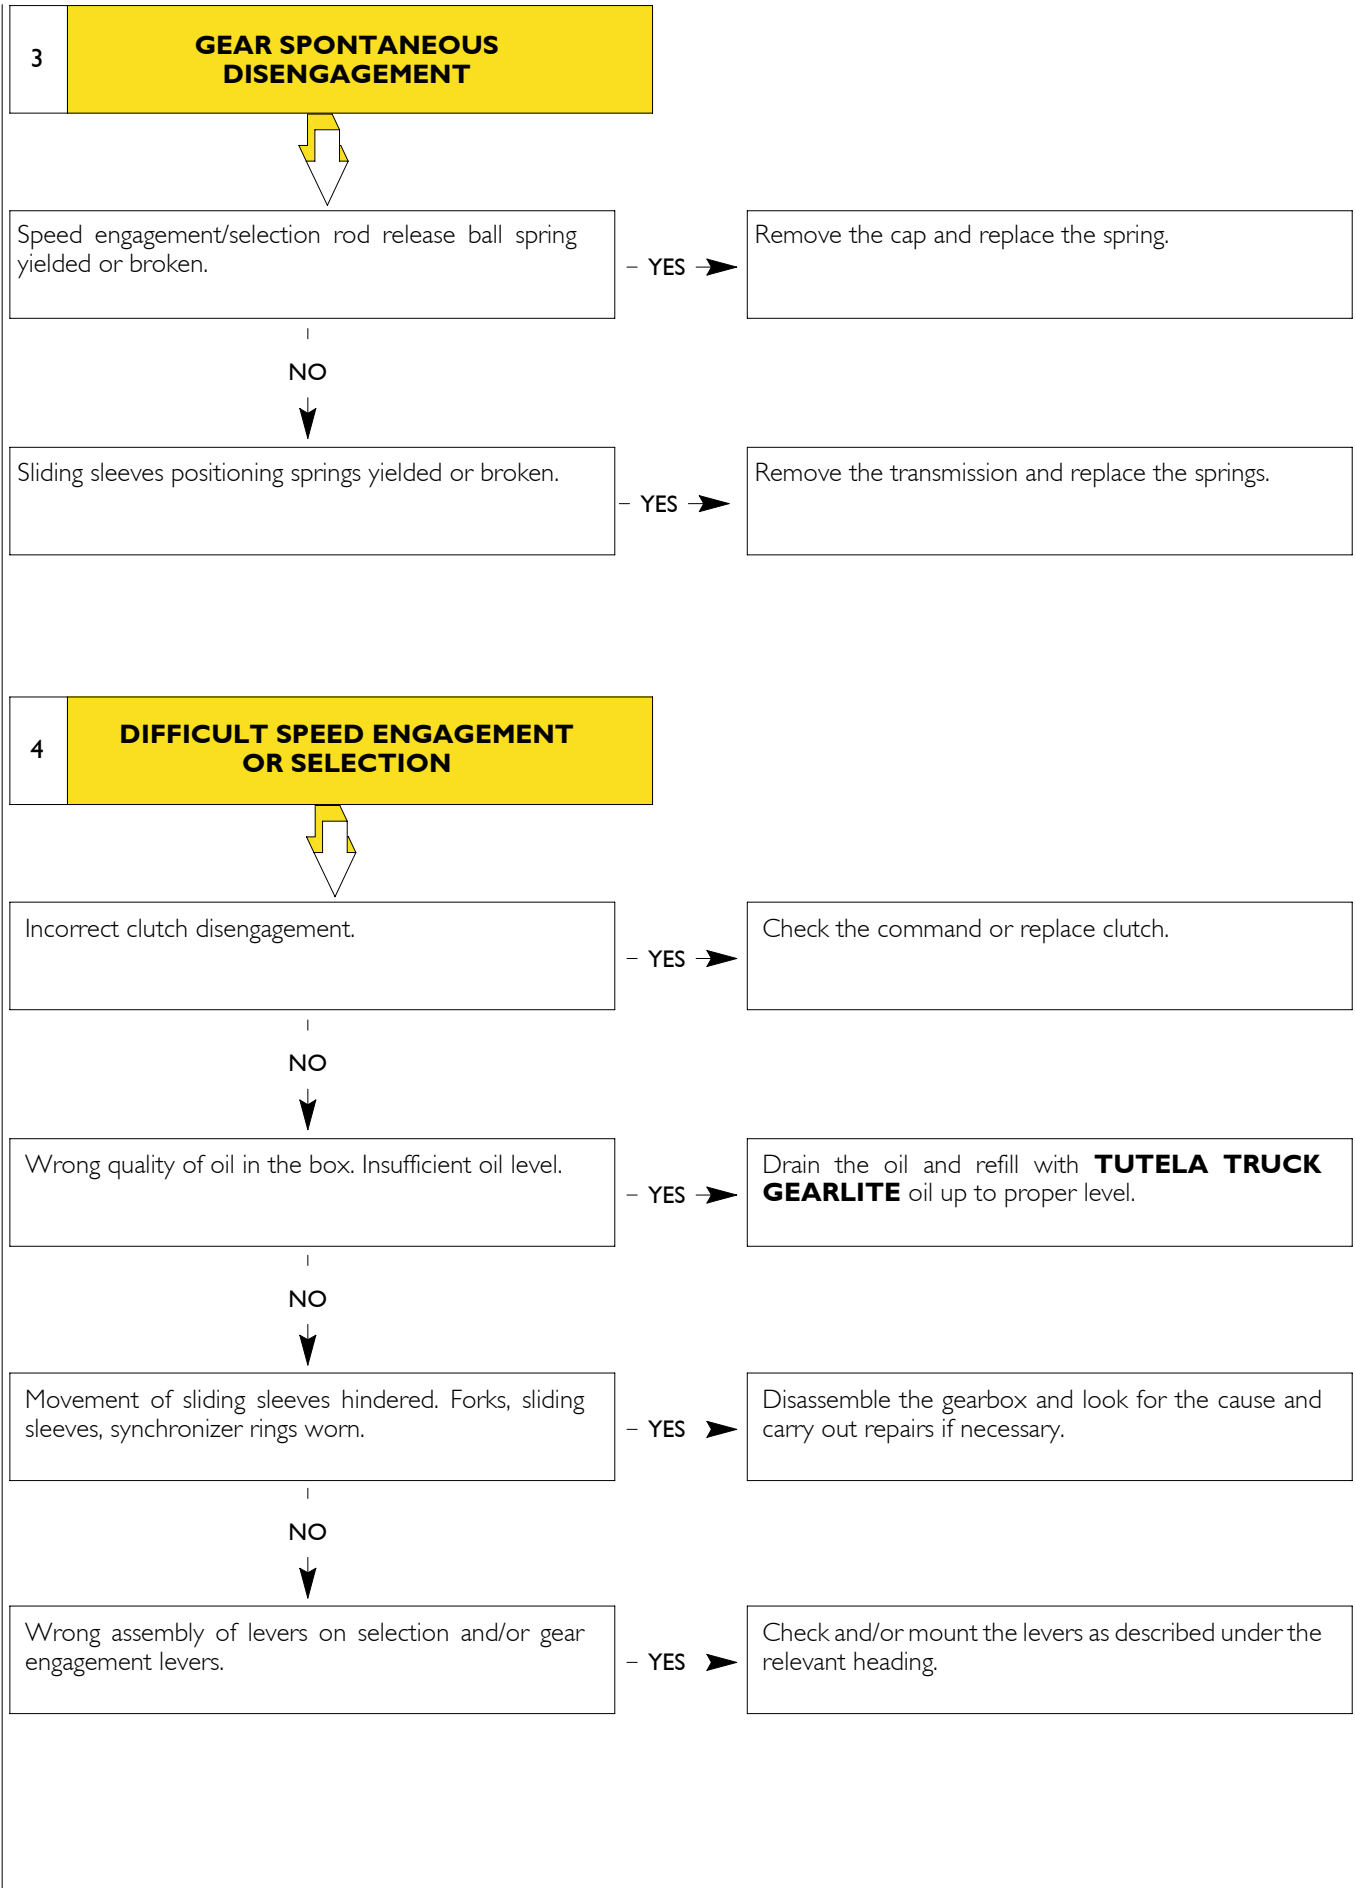 3
GEAR SPONTANEOUS
DISENGAGEMENT
Speed engagement/selection rod release ball spring
yielded or broken.
– YES
Remove the cap and replace the spring.
NO
Sliding sleeves positioning springs yielded or broken.
– YES
Remove the transmission and replace the springs.
4
DIFFICULT SPEED ENGAGEMENT
OR SELECTION
Incorrect clutch disengagement.
– YES
Check the command or replace clutch.
NO
Wrong quality of oil in the box. Insufficient oil level.
– YES
Drain the oil and refill with TUTELA TRUCK
GEARLITE oil up to proper level.
NO
Movement of sliding sleeves hindered. Forks, sliding
sleeves, synchronizer rings worn.
– YES
Disassemble the gearbox and look for the cause and
carry out repairs if necessary.
NO
Wrong assembly of levers on selection and/or gear
engagement levers.
– YES
Check and/or mount the levers as described under the
relevant heading.